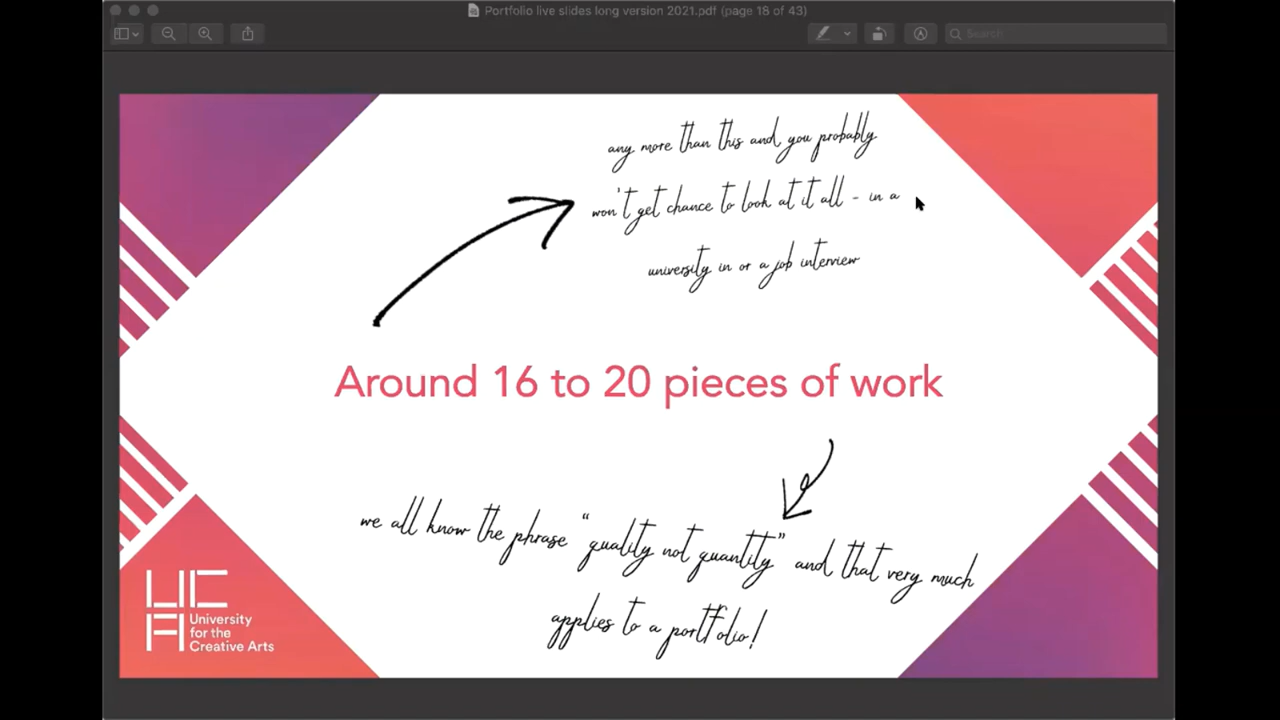 Portfolio live slides long version 2021.pdf (page 18 of 43)
Search
any more than this and you probably
won't get chance to look at it all - in a
university in or a job interview
Around 16 to 20 pieces of work
we all know the phrase “quality not quantity” and that very much
applies to a portfolio!
UCA
University
for the
Creative Arts